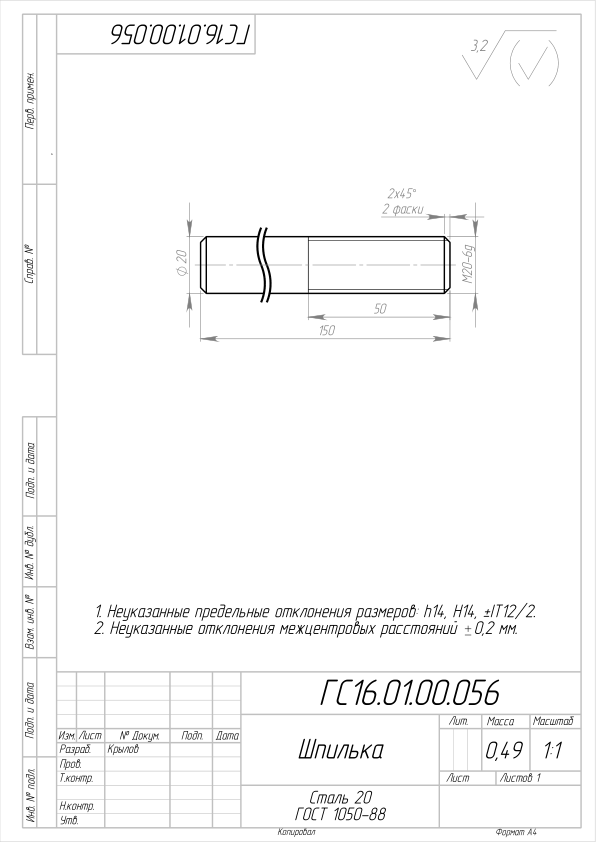 ГС16.01.00.056
3,2
Перв. примен.
Справ. №
2х45°
2 фаски
∅20
М20-6g
50
150
Подп. и дата
Инв. № дубл.
Взам. инв. №
Подп. и дата
Инв. № подл.
1. Неуказанные предельные отклонения размеров: h14, H14, ±IT12/2.
2. Неуказанные отклонения межцентровых расстояний ±0,2 мм.
ГС16.01.00.056
Изм. Лист № Докум. Подп. Дата
Разраб. Крылов
Пров.
Т.контр.
Н.контр.
Утв.
Шпилька
Лит. Масса Масштаб
0,49 1:1
Лист Листов 1
Сталь 20
ГОСТ 1050-88
Копировал Формат А4